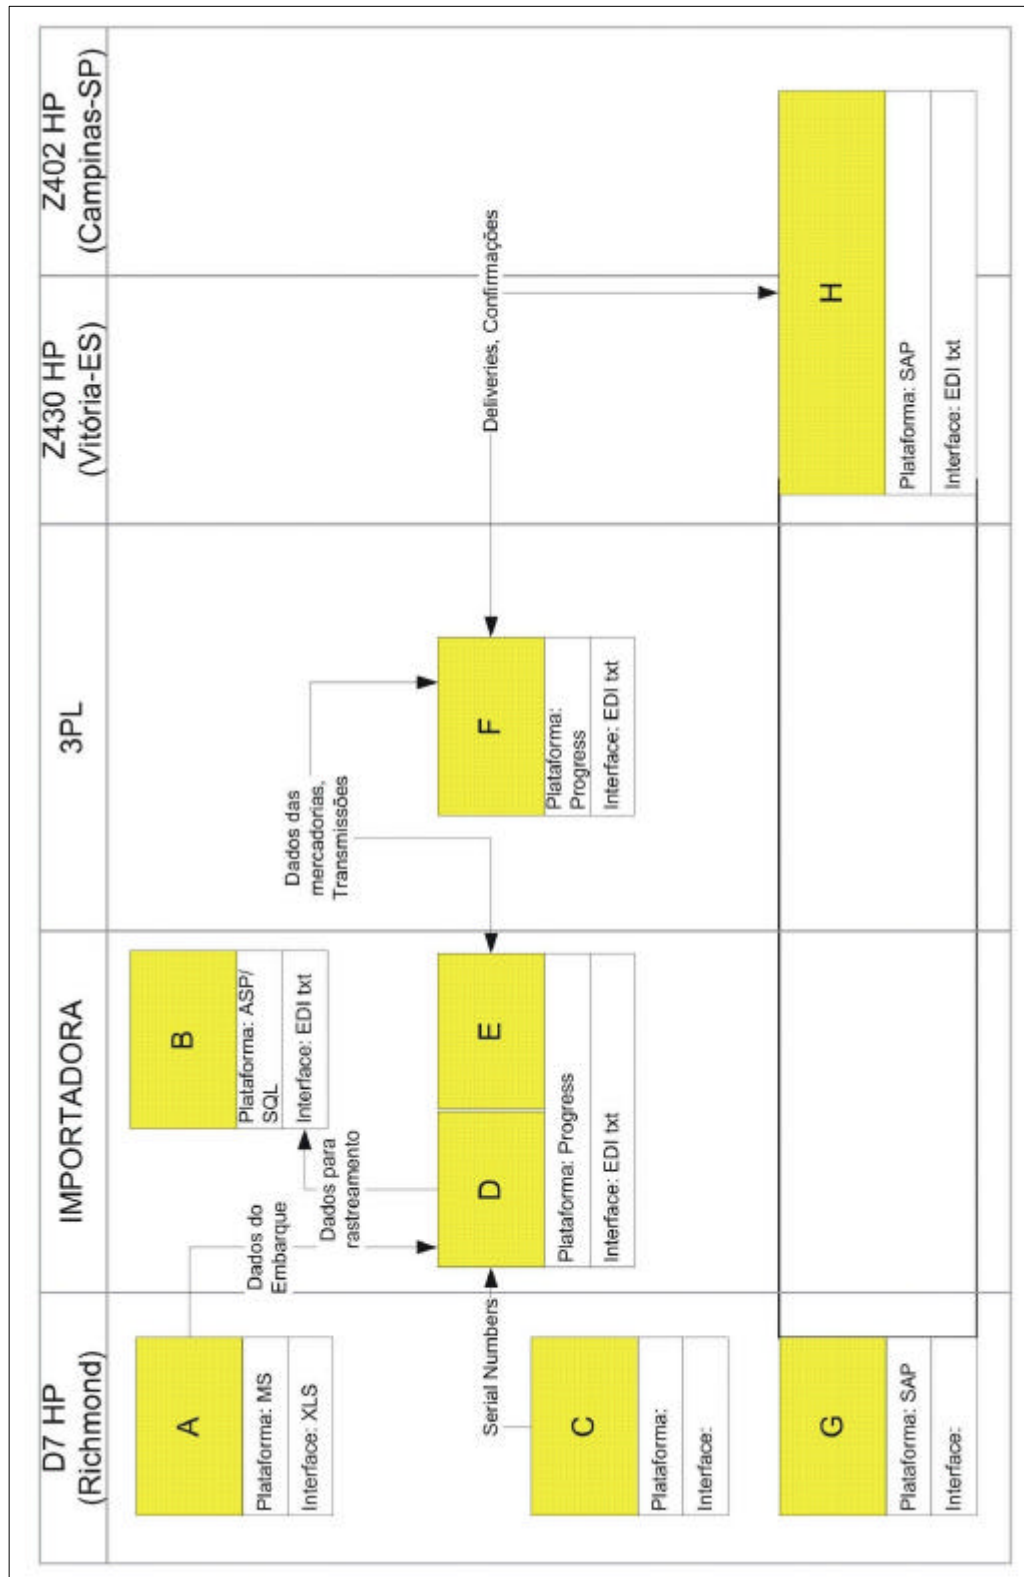 D7 HP
(Richmond)
IMPORTADORA
3PL
Z430 HP
(Vitória-ES)
Z402 HP
(Campinas-SP)
A
Plataforma: MS
Interface: XLS
Dados do
Embarque
B
Plataforma: ASP/
SQL
Interface: EDI txt
Dados para
rastreamento
Serial Numbers
C
Plataforma:
Interface:
D
E
Plataforma: Progress
Interface: EDI txt
Dados das
mercadorias,
Transmissões
F
Plataforma:
Progress
Interface: EDI txt
Deliveries, Confirmações
G
Plataforma: SAP
Interface:
H
Plataforma: SAP
Interface: EDI txt